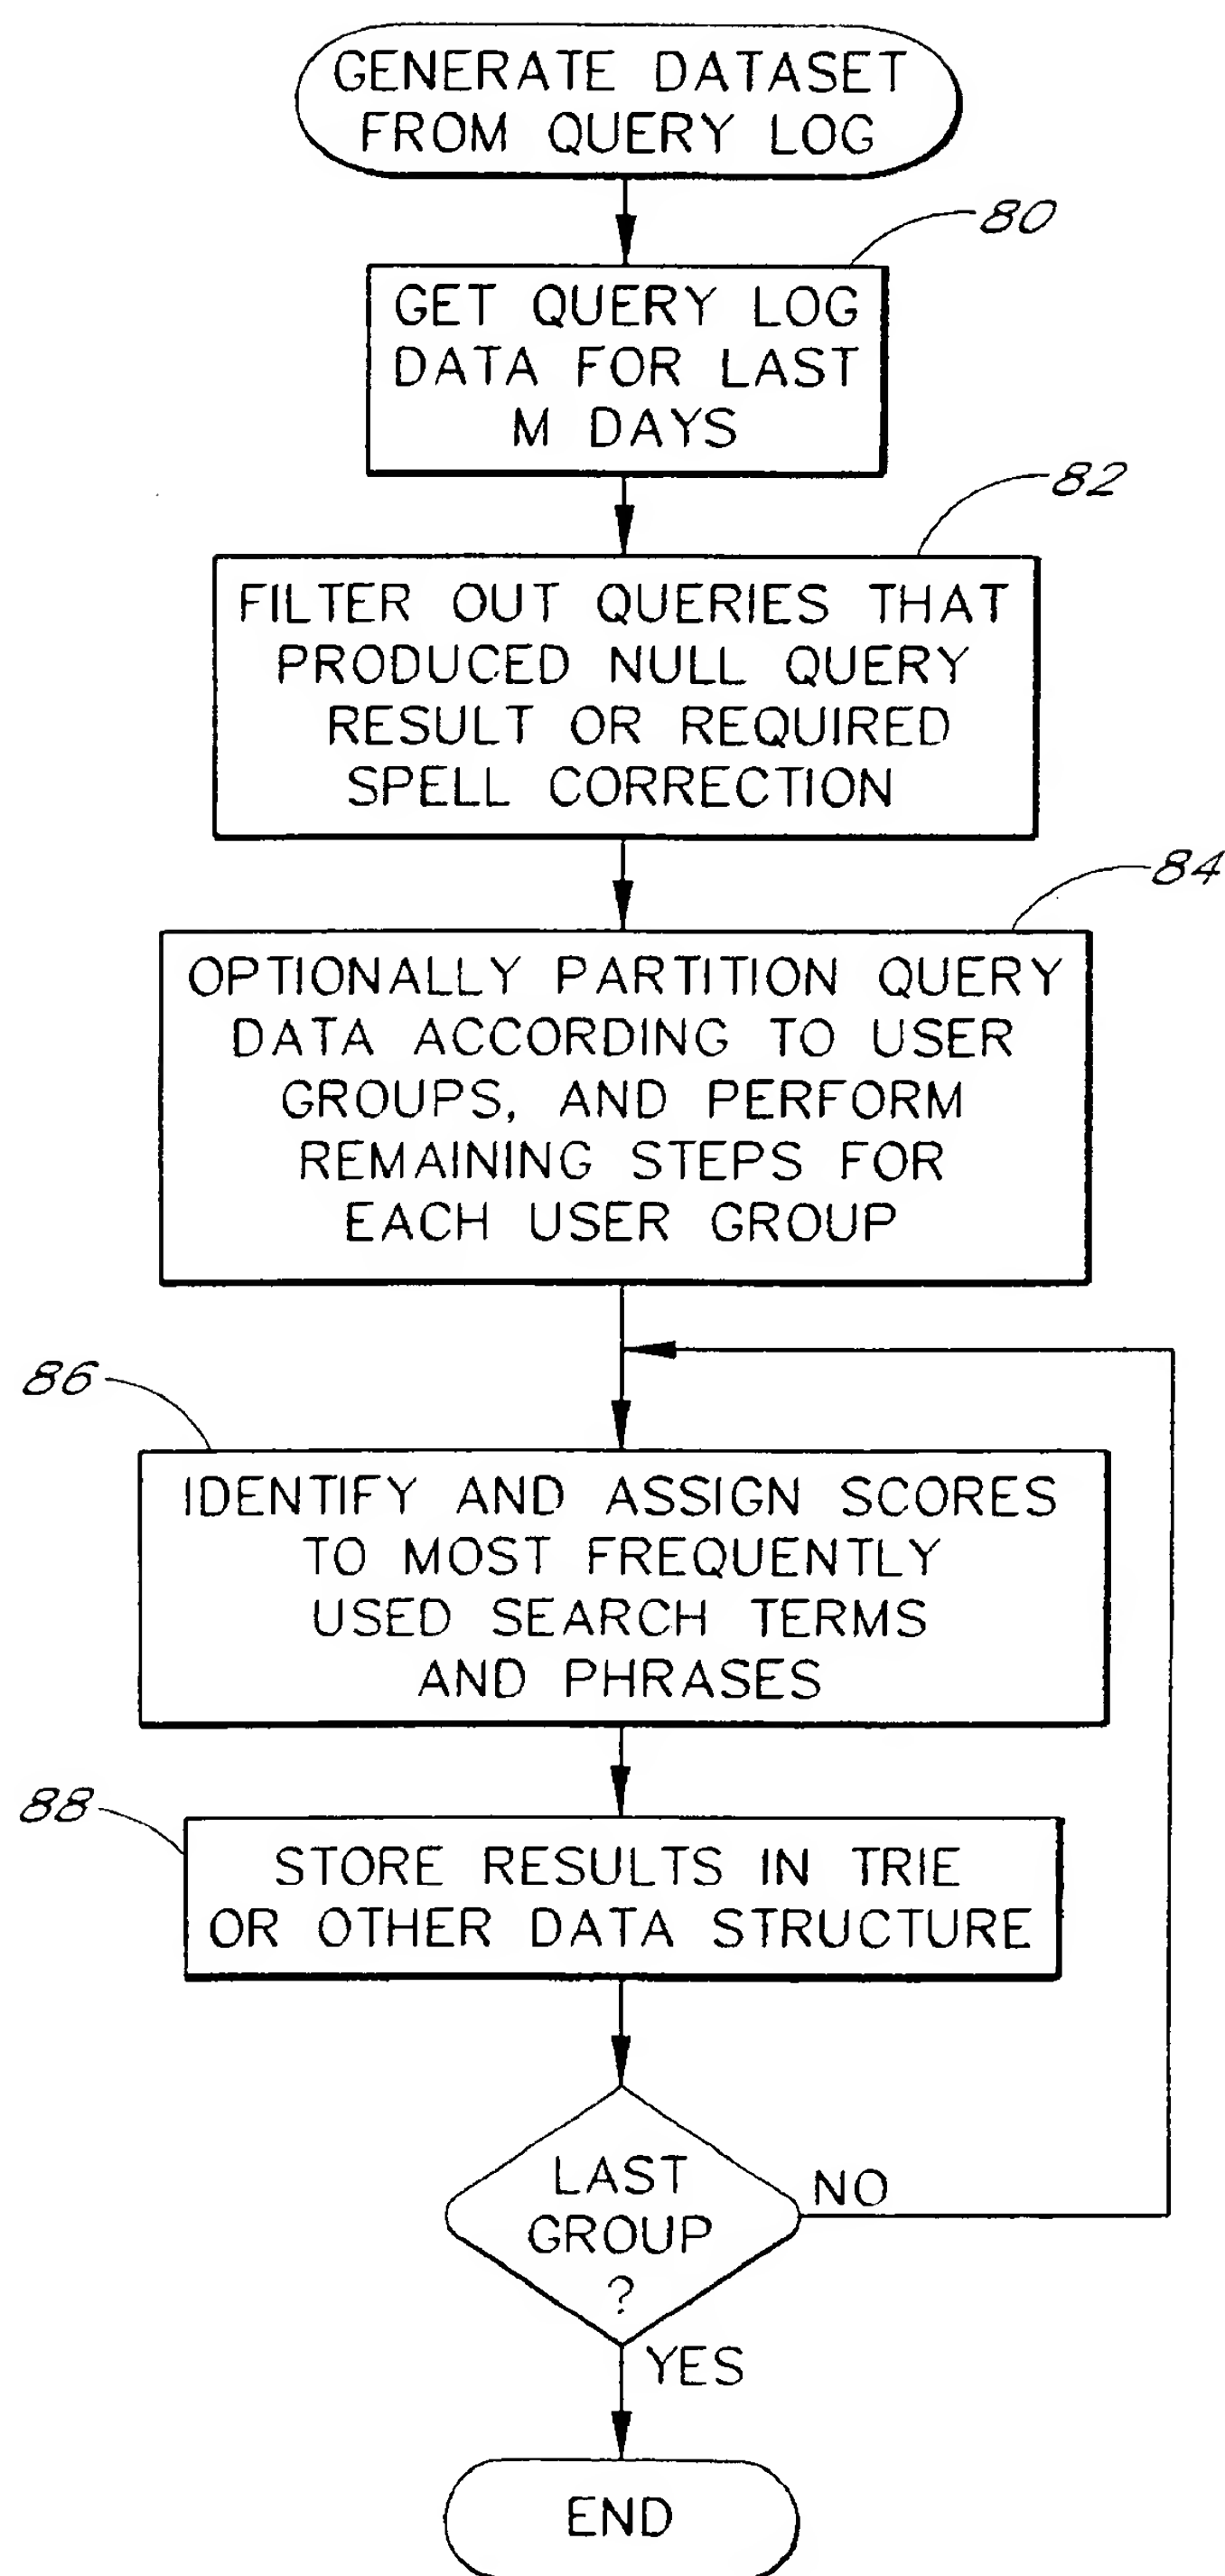 GENERATE DATASET
FROM QUERY LOG
80
GET QUERY LOG
DATA FOR LAST
M DAYS
82
FILTER OUT QUERIES THAT
PRODUCED NULL QUERY
RESULT OR REQUIRED
SPELL CORRECTION
84
OPTIONALLY PARTITION QUERY
DATA ACCORDING TO USER
GROUPS, AND PERFORM
REMAINING STEPS FOR
EACH USER GROUP
86
IDENTIFY AND ASSIGN SCORES
TO MOST FREQUENTLY
USED SEARCH TERMS
AND PHRASES
88
STORE RESULTS IN TRIE
OR OTHER DATA STRUCTURE
LAST
GROUP
?
NO
YES
END